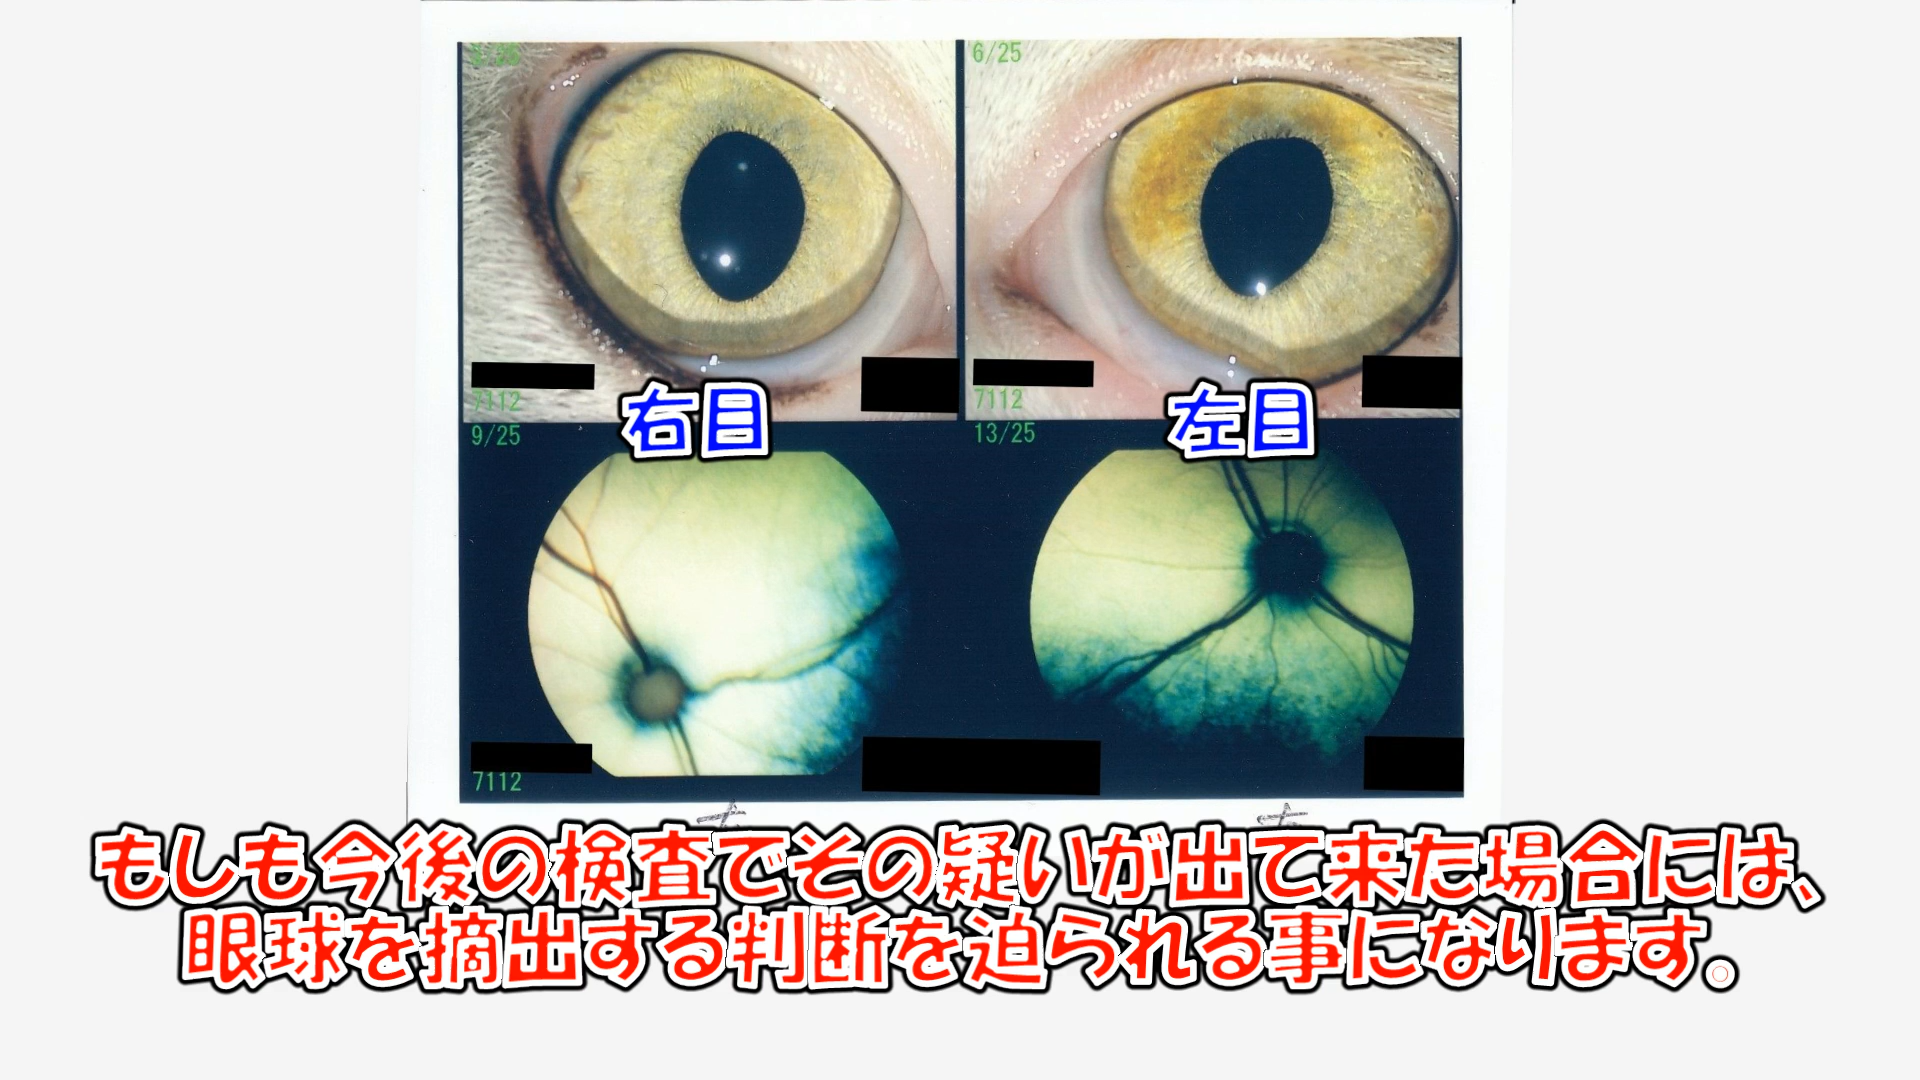 6/25
7112
7112
右目
左目
9/25
13/25
7112
もしも今後の検査でその疑いが出て来た場合には、
眼球を摘出する判断を迫られる事になります。